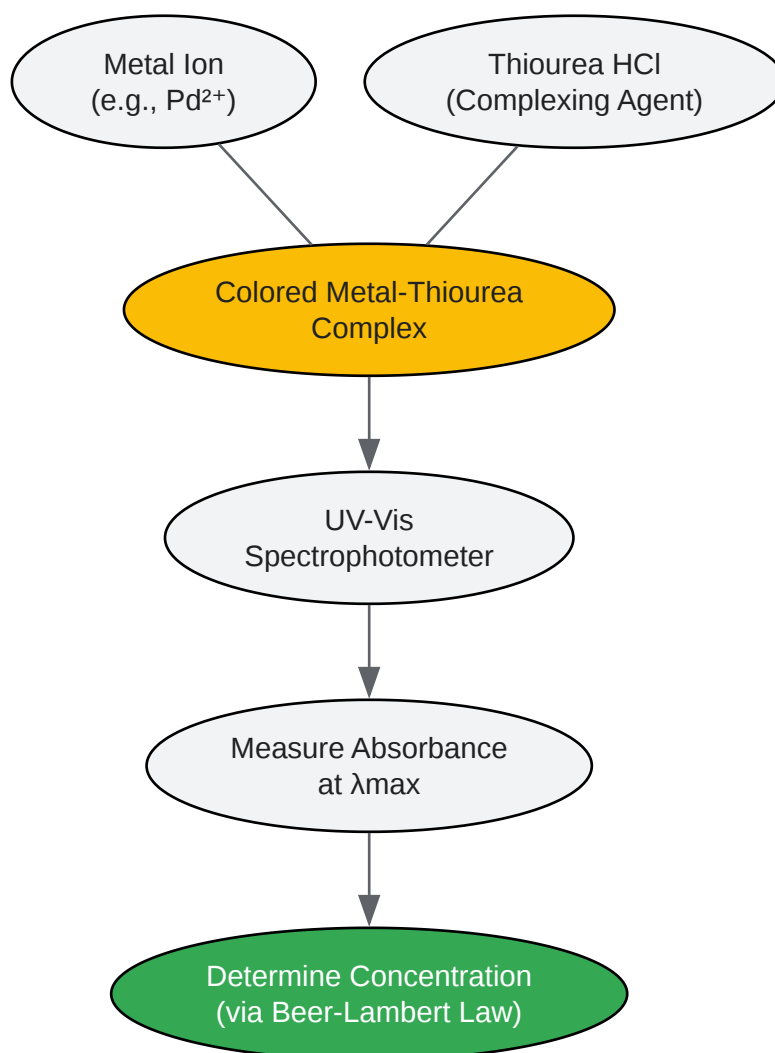 Metal Ion
(e.g., Pd²⁺)
Thiourea HCl
(Complexing Agent)
Colored Metal-Thiourea
Complex
UV-Vis
Spectrophotometer
Measure Absorbance
at λmax
Determine Concentration
(via Beer-Lambert Law)